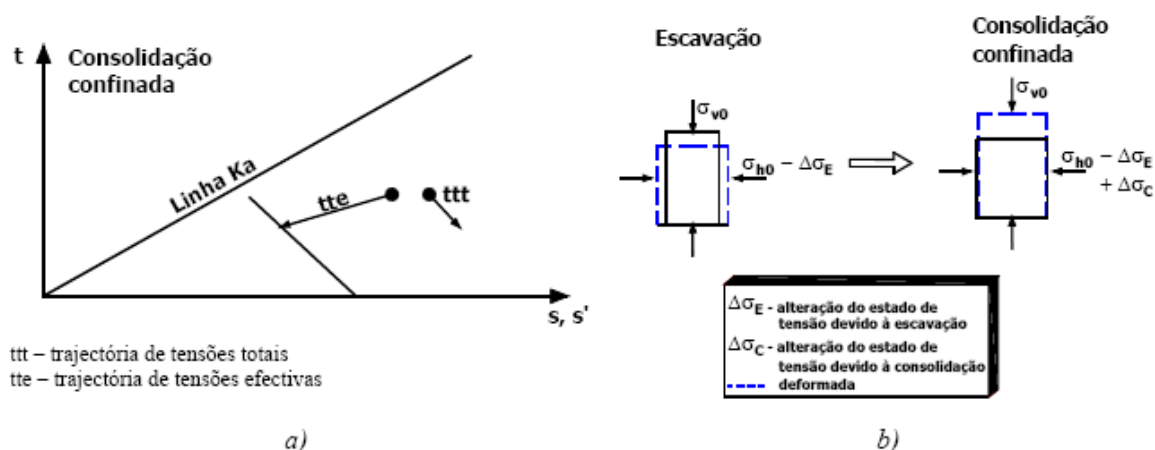 t
Consolidação
confinada
Linha Ka
tte
ttt
s, s'
ttt – trajectória de tensões totais
tte – trajectória de tensões efectivas
a)
Escavação
σv0
σh0 − ΔσE
Consolidação
confinada
σv0
σh0 − ΔσE
+ ΔσC
ΔσE - alteração do estado de
tensão devido à escavação
ΔσC - alteração do estado de
tensão devido à consolidação
deformada
b)